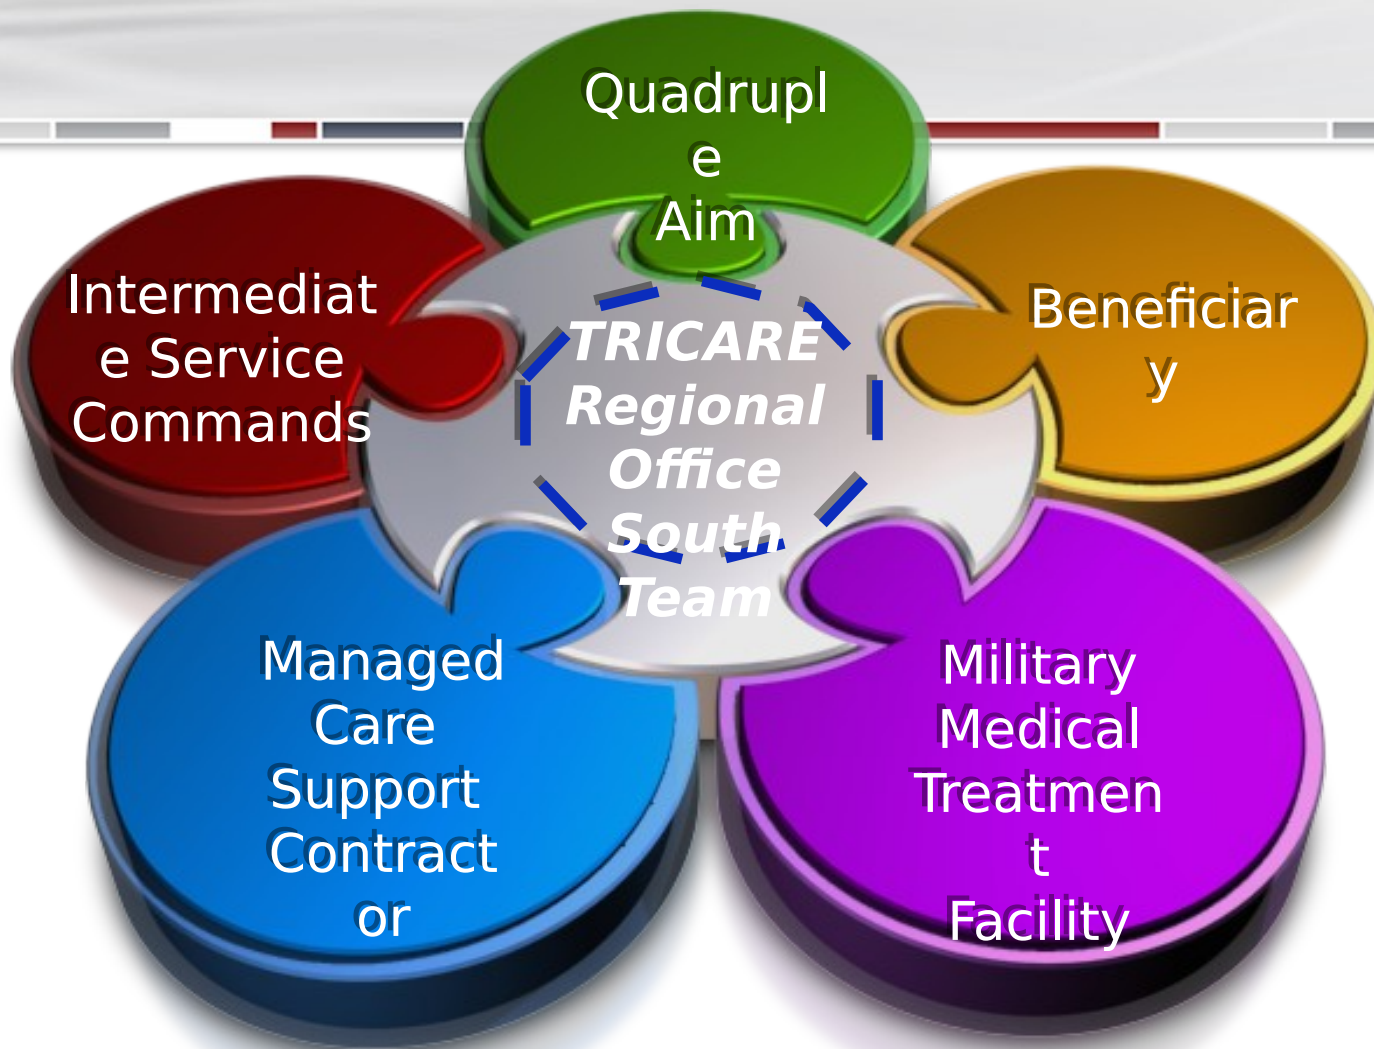 Quadrupl
e
Aim
Intermediat
e Service
Commands
Beneficiar
y
TRICARE
Regional
Office
South
Team
Managed
Care
Support
Contract
or
Military
Medical
Treatmen
t
Facility